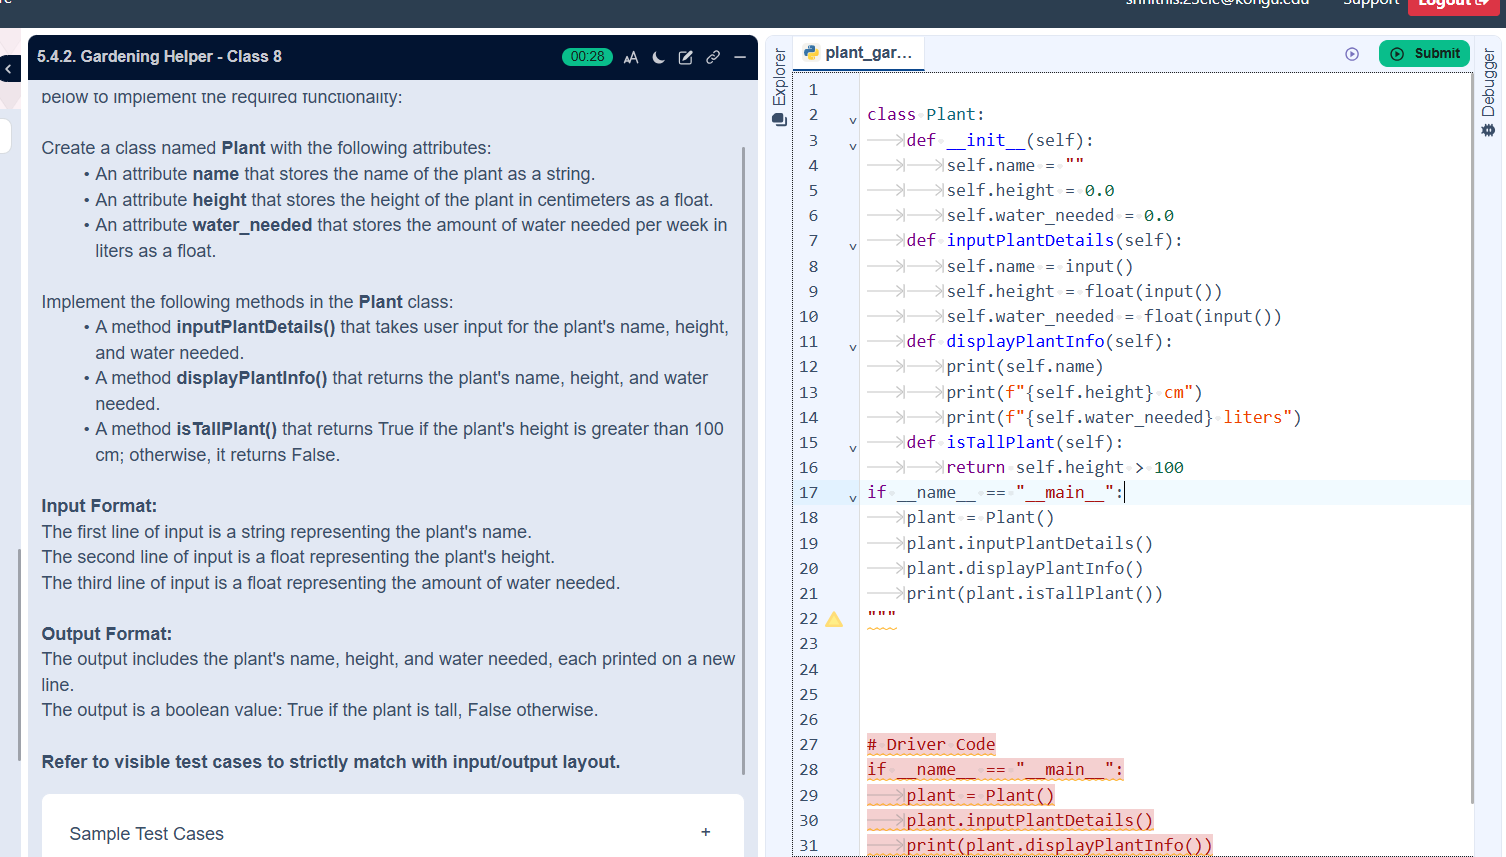 Support
Logout
5.4.2. Gardening Helper - Class 8
00:28
AA
below to implement the required functionality:
Create a class named Plant with the following attributes:
• An attribute name that stores the name of the plant as a string.
• An attribute height that stores the height of the plant in centimeters as a float.
• An attribute water_needed that stores the amount of water needed per week in
liters as a float.
Implement the following methods in the Plant class:
• A method inputPlantDetails() that takes user input for the plant's name, height,
and water needed.
• A method displayPlantInfo() that returns the plant's name, height, and water
needed.
• A method isTallPlant() that returns True if the plant's height is greater than 100
cm; otherwise, it returns False.
Input Format:
The first line of input is a string representing the plant's name.
The second line of input is a float representing the plant's height.
The third line of input is a float representing the amount of water needed.
Output Format:
The output includes the plant's name, height, and water needed, each printed on a new
line.
The output is a boolean value: True if the plant is tall, False otherwise.
Refer to visible test cases to strictly match with input/output layout.
Sample Test Cases
+
Explorer
plant_gar...
Submit
Debugger
1
2 class Plant:
3 def __init__(self):
4 self.name = ""
5 self.height = 0.0
6 self.water_needed = 0.0
7 def inputPlantDetails(self):
8 self.name = input()
9 self.height = float(input())
10 self.water_needed = float(input())
11 def displayPlantInfo(self):
12 print(self.name)
13 print(f"{self.height} cm")
14 print(f"{self.water_needed} liters")
15 def isTallPlant(self):
16 return self.height > 100
17 if __name__ == "__main__":
18 plant = Plant()
19 plant.inputPlantDetails()
20 plant.displayPlantInfo()
21 print(plant.isTallPlant())
22 """
23
24
25
26
27 # Driver Code
28 if __name__ == "__main__":
29 plant = Plant()
30 plant.inputPlantDetails()
31 print(plant.displayPlantInfo())